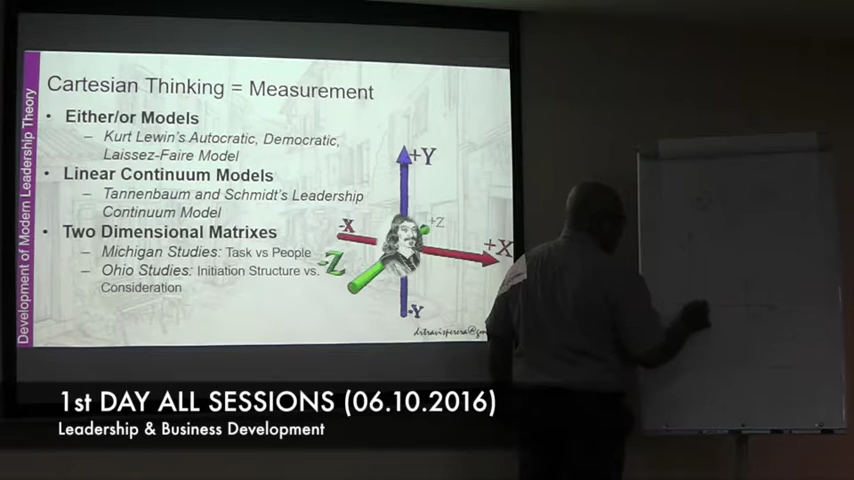 Development of Modern Leadership Theory
Cartesian Thinking = Measurement
• Either/or Models
– Kurt Lewin's Autocratic, Democratic,
Laissez-Faire Model
• Linear Continuum Models
– Tannenbaum and Schmidt's Leadership
Continuum Model
• Two Dimensional Matrixes
– Michigan Studies: Task vs People
– Ohio Studies: Initiation Structure vs.
Consideration
+Y
-X
+Z
+X
-Z
-Y
1st DAY ALL SESSIONS (06.10.2016)
Leadership & Business Development